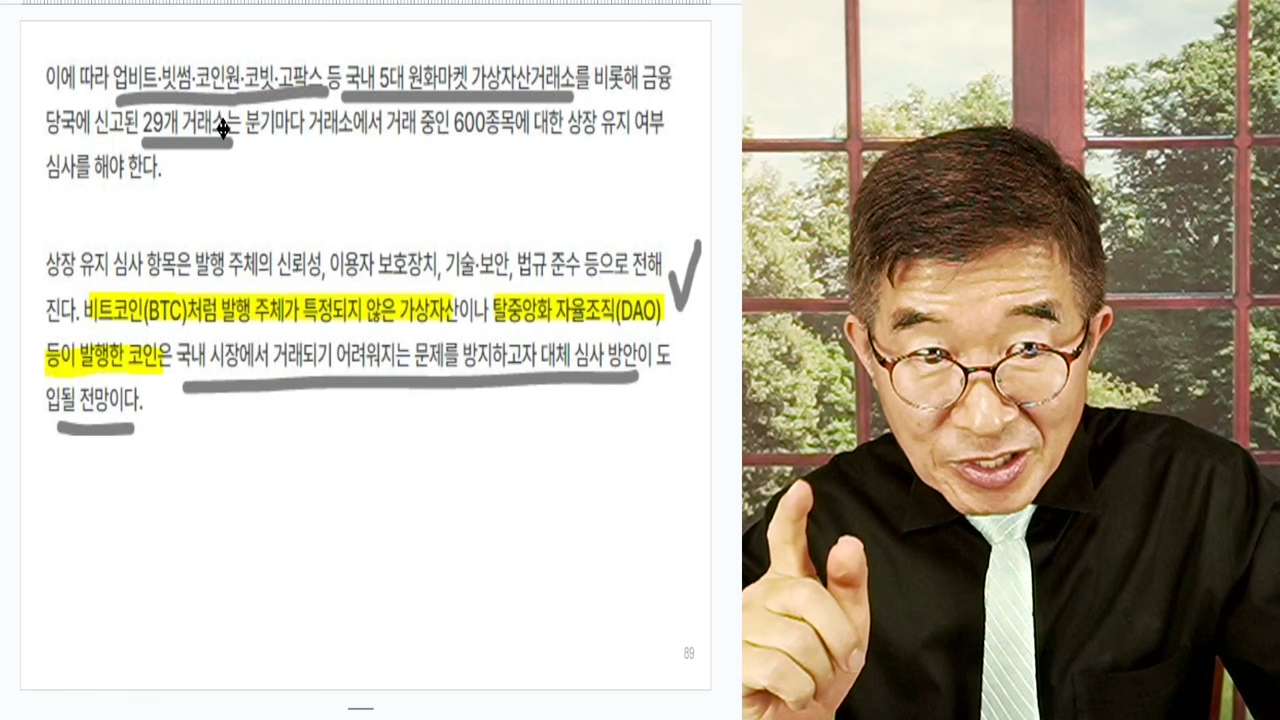 이에 따라 업비트·빗썸·코인원·코빗·고팍스 등 국내 5대 원화마켓 가상자산거래소를 비롯해 금융
당국에 신고된 29개 거래소는 분기마다 거래소에서 거래 중인 600종목에 대한 상장 유지 여부
심사를 해야 한다.
상장 유지 심사 항목은 발행 주체의 신뢰성, 이용자 보호장치, 기술·보안, 법규 준수 등으로 전해
진다. 비트코인(BTC)처럼 발행 주체가 특정되지 않은 가상자산이나 탈중앙화 자율조직(DAO)
등이 발행한 코인은 국내 시장에서 거래되기 어려워지는 문제를 방지하고자 대체 심사 방안이 도
입될 전망이다.
89